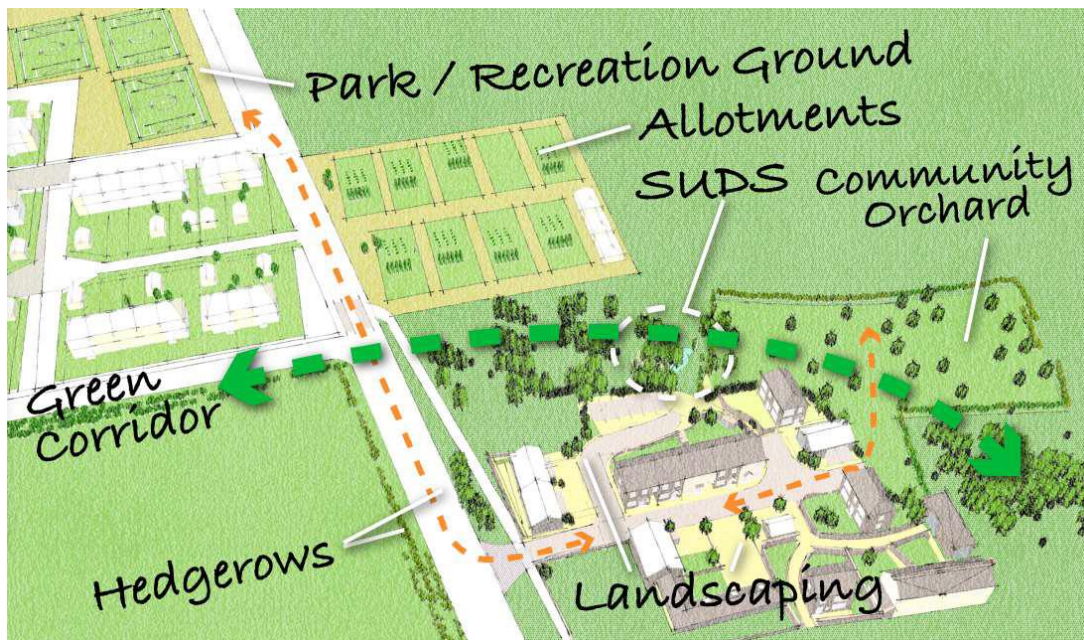 Park / Recreation Ground
Allotments
SUDS
Community
Orchard
Green
Corridor
Hedgerows
Landscaping